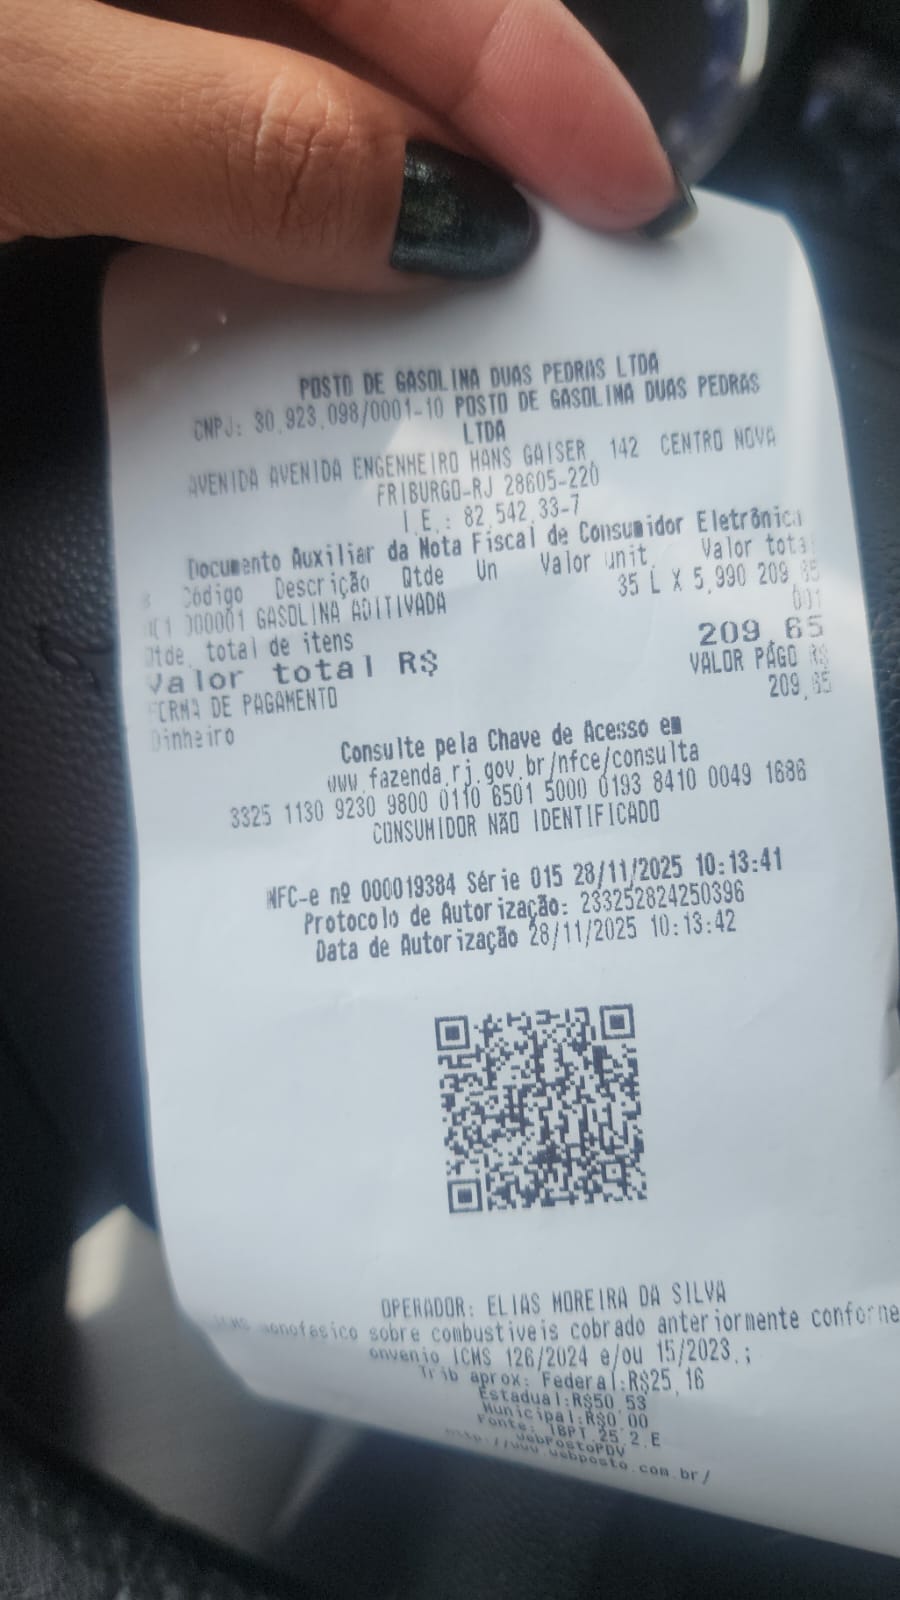 POSTO DE GASOLINA DUAS PEDRAS LTDA
CNPJ: 30.923.098/0001-10 POSTO DE GASOLINA DUAS PEDRAS
LTDA
AVENIDA AVENIDA ENGENHEIRO HANS GAISER, 142 CENTRO NOVA
FRIBURGO-RJ 28605-220
I.E.: 82.542.33-7
Documento Auxiliar da Nota Fiscal de Consumidor Eletrônica
Código Descrição Qtde Un Valor unit. Valor total
000001 GASOLINA ADITIVADA 35 L X 5,990 209,65
Qtde. total de itens 001
Valor total R$ 209,65
FORMA DE PAGAMENTO VALOR PAGO R$
Dinheiro 209,65
Consulte pela Chave de Acesso em
www.fazenda.rj.gov.br/nfce/consulta
3325 1130 9230 9800 0110 6501 5000 0193 8410 0049 1686
CONSUMIDOR NÃO IDENTIFICADO
NFC-e nº 000019384 Série 015 28/11/2025 10:13:41
Protocolo de Autorização: 233252824250396
Data de Autorização 28/11/2025 10:13:42
OPERADOR: ELIAS MOREIRA DA SILVA
monofasico sobre combustiveis cobrado anteriormente conforme
onvenio ICMS 126/2024 e/ou 15/2023.;
Trib aprox: Federal:R$25,16
Estadual:R$50,53
Municipal:R$0,00
Fonte: IBPT 25.2.E
webPostoPDV
http://www.webposto.com.br/